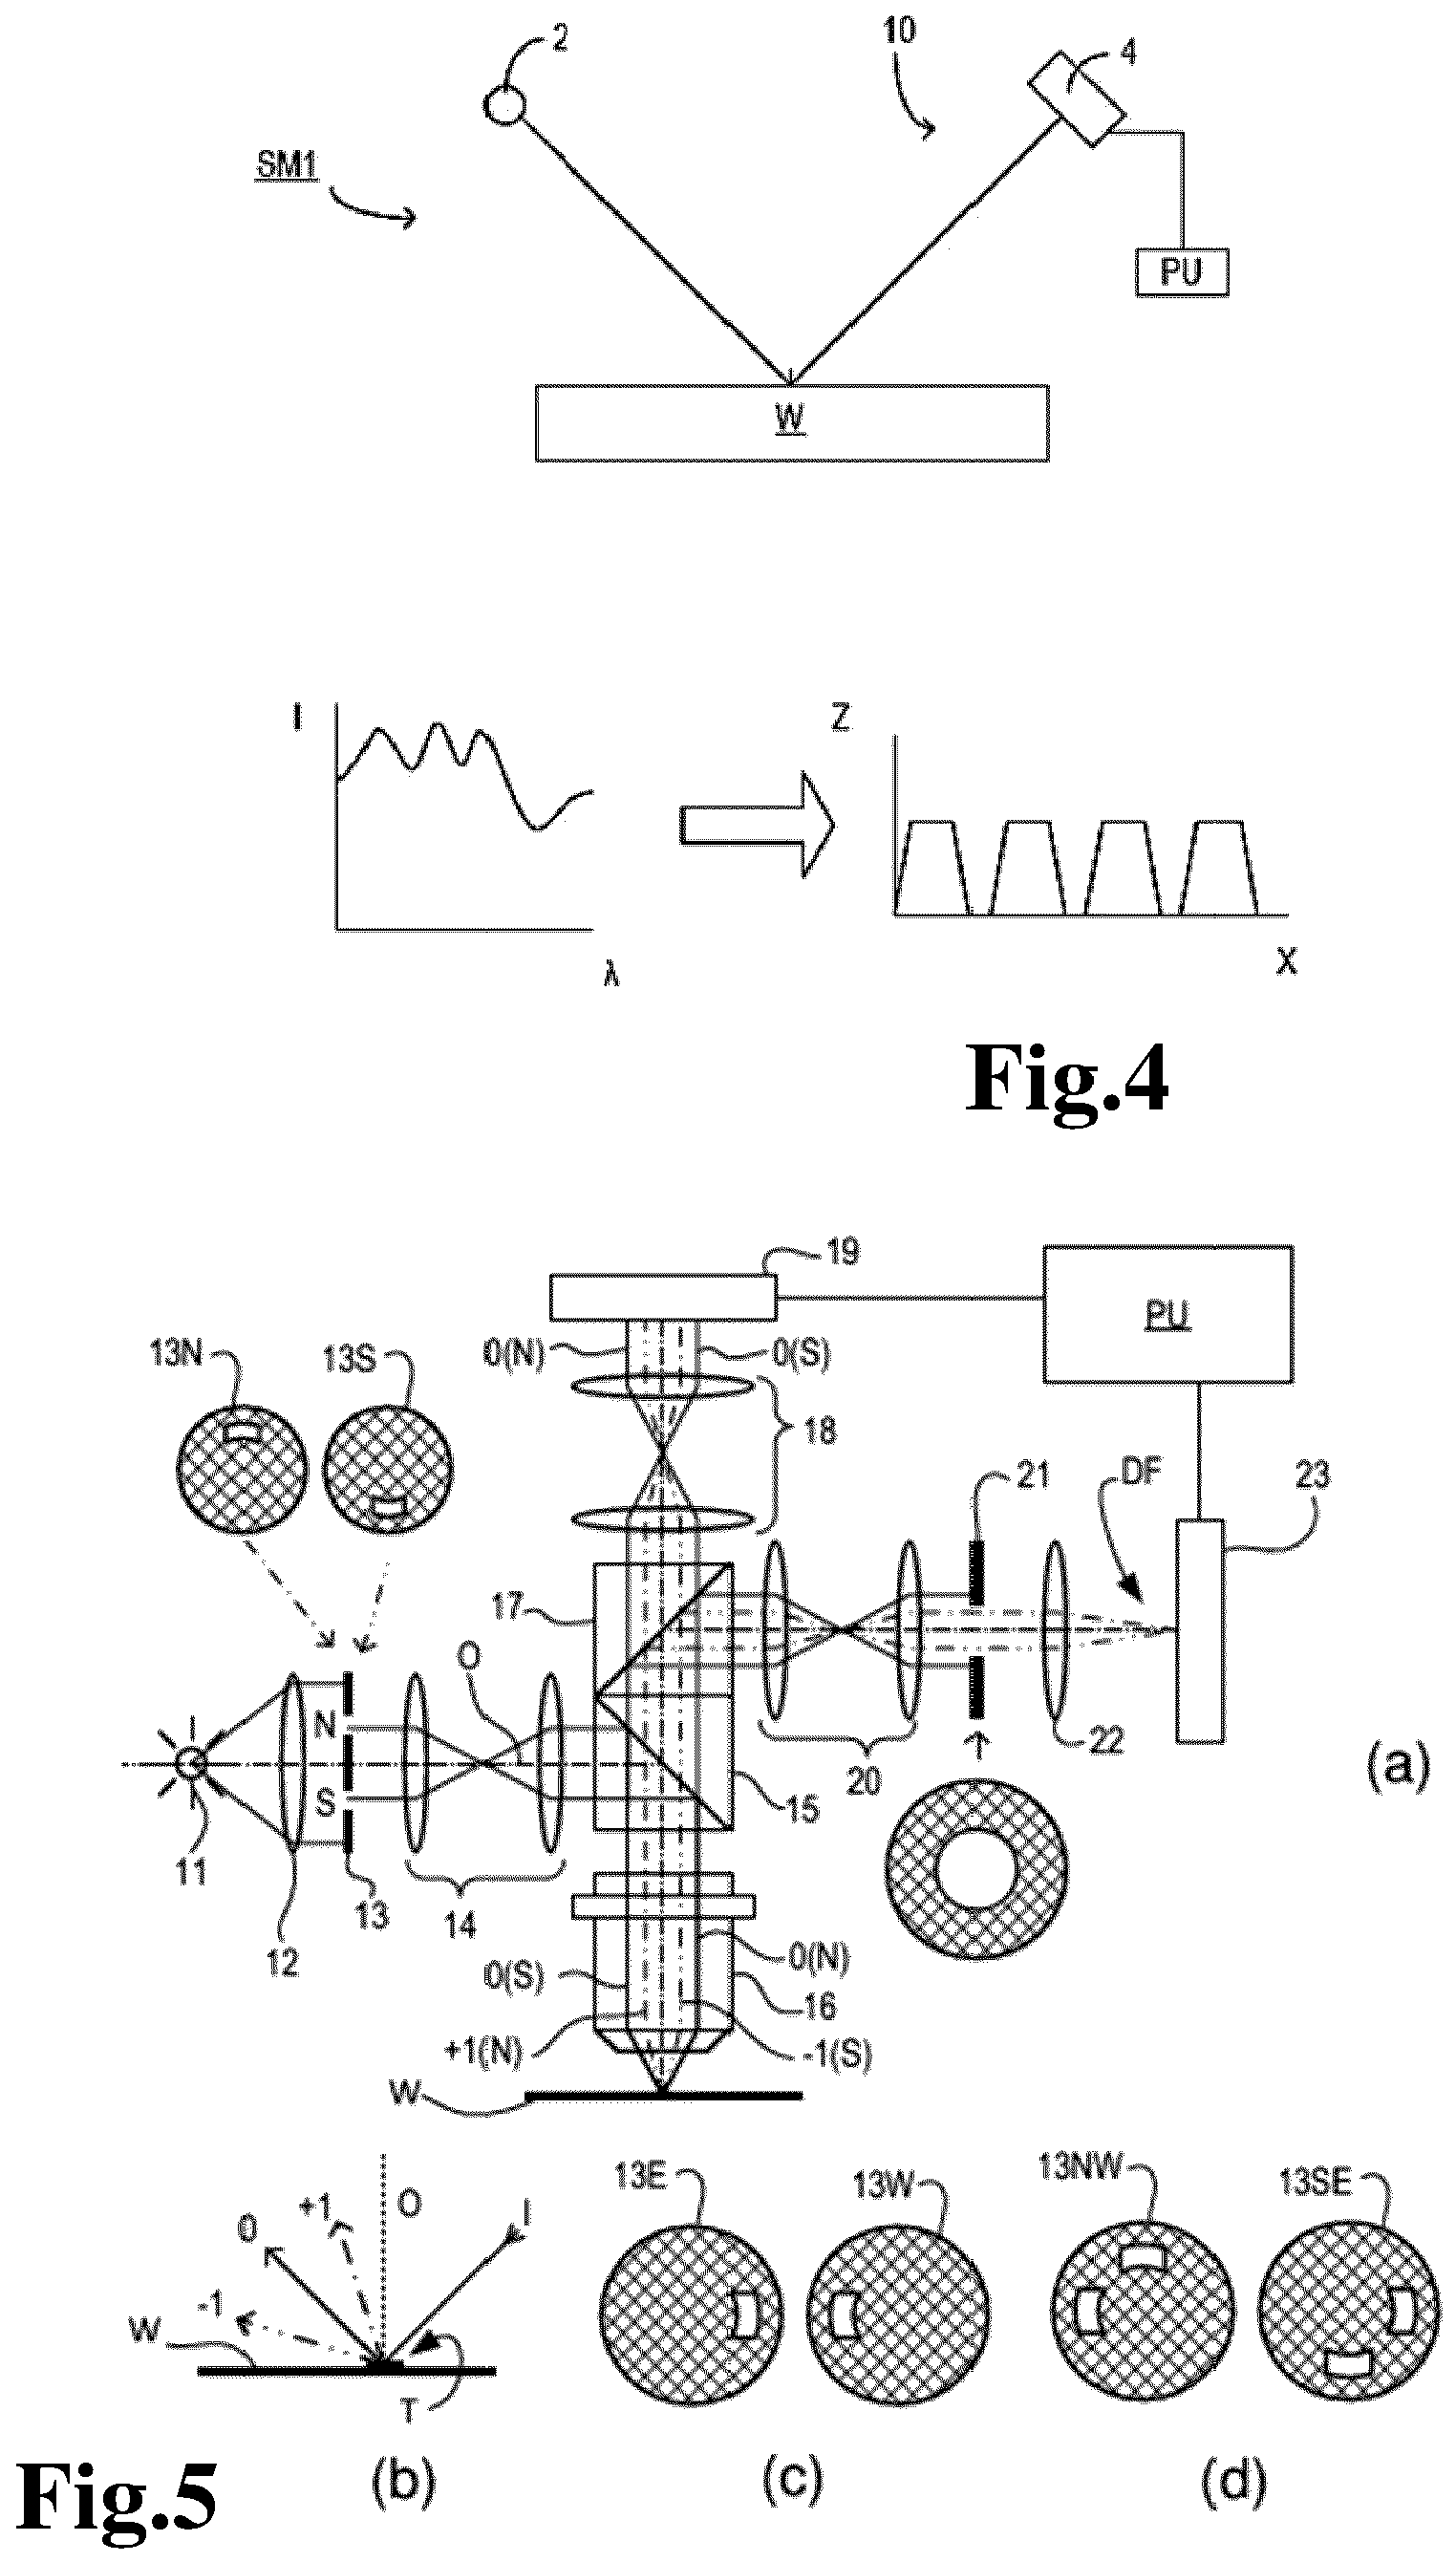 2
10
4
SM1
PU
W
I
λ
Z
X
Fig.4
19
PU
0(N)
0(S)
13N
13S
18
21
DF
23
17
O
N
S
11
12
13
14
15
20
22
(a)
0(S)
0(N)
16
+1(N)
-1(S)
W
0
+1
O
I
-1
W
T
(b)
13E
13W
(c)
13NW
13SE
(d)
Fig.5